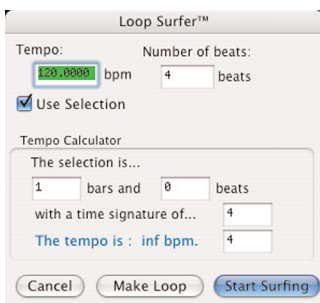 Loop Surfer™
Tempo: Number of beats:
120.0000 bpm 4 beats
Use Selection
Tempo Calculator
The selection is...
1 bars and 0 beats
with a time signature of... 4
The tempo is : inf bpm. 4
Cancel Make Loop Start Surfing